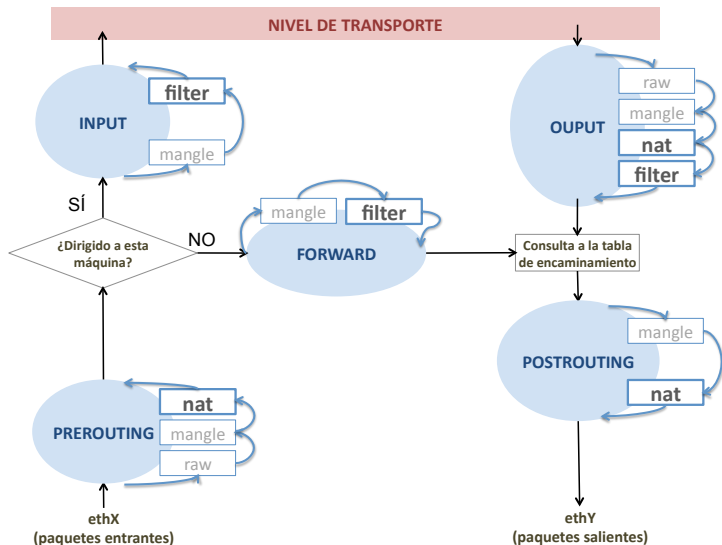 NIVEL DE TRANSPORTE
filter
INPUT
mangle
SÍ
¿Dirigido a esta
máquina?
NO
mangle
filter
FORWARD
raw
mangle
OUPUT
nat
filter
Consulta a la tabla
de encaminamiento
mangle
POSTROUTING
nat
nat
PREROUTING
mangle
raw
ethX
(paquetes entrantes)
ethY
(paquetes salientes)